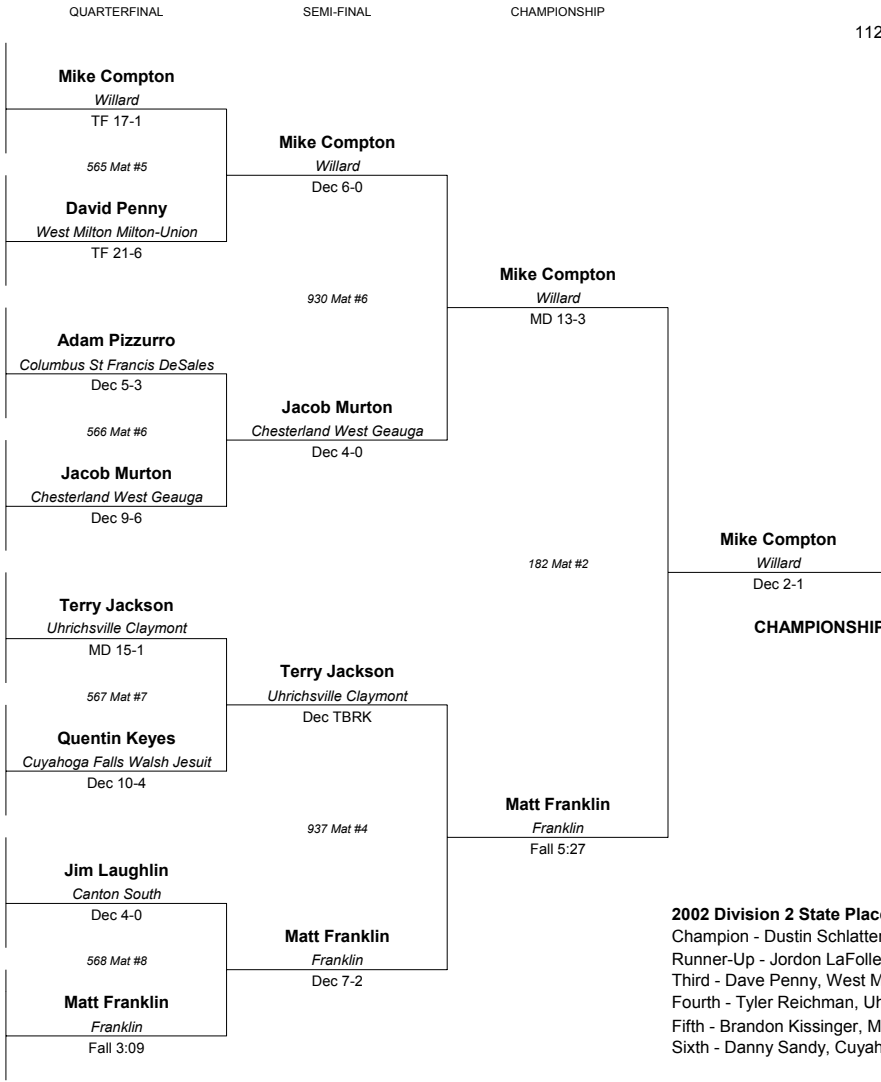 QUARTERFINAL
SEMI-FINAL
CHAMPIONSHIP
112
Mike Compton
Willard
TF 17-1
565 Mat #5
David Penny
West Milton Milton-Union
TF 21-6
Adam Pizzurro
Columbus St Francis DeSales
Dec 5-3
566 Mat #6
Jacob Murton
Chesterland West Geauga
Dec 9-6
Terry Jackson
Uhrichsville Claymont
MD 15-1
567 Mat #7
Quentin Keyes
Cuyahoga Falls Walsh Jesuit
Dec 10-4
Jim Laughlin
Canton South
Dec 4-0
568 Mat #8
Matt Franklin
Franklin
Fall 3:09
Mike Compton
Willard
Dec 6-0
930 Mat #6
Jacob Murton
Chesterland West Geauga
Dec 4-0
Terry Jackson
Uhrichsville Claymont
Dec TBRK
937 Mat #4
Matt Franklin
Franklin
Dec 7-2
Mike Compton
Willard
MD 13-3
182 Mat #2
Matt Franklin
Franklin
Fall 5:27
Mike Compton
Willard
Dec 2-1
CHAMPIONSHIP
2002 Division 2 State Plac
Champion - Dustin Schlatter
Runner-Up - Jordon LaFolle
Third - Dave Penny, West M
Fourth - Tyler Reichman, Uh
Fifth - Brandon Kissinger, M
Sixth - Danny Sandy, Cuyah